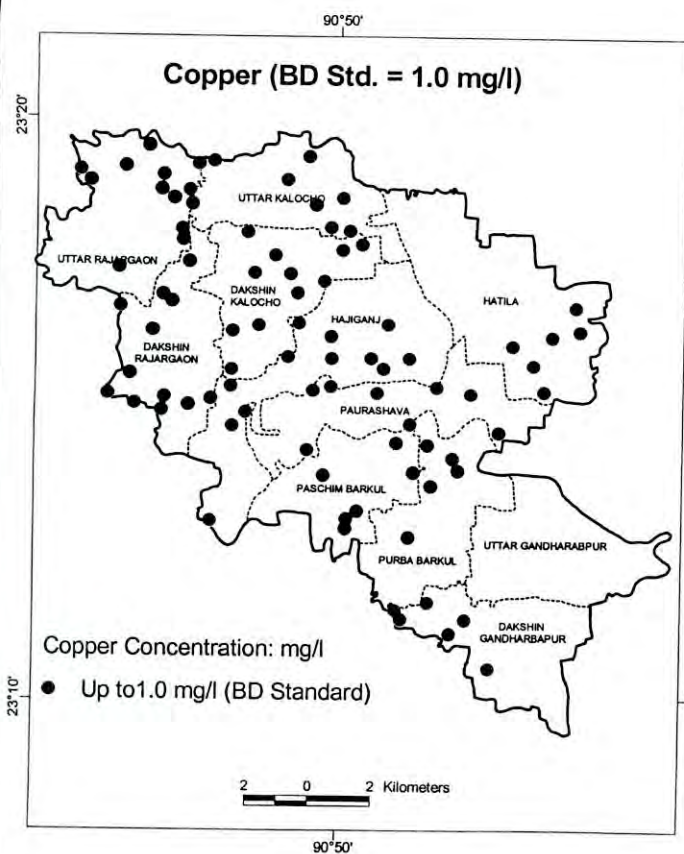 90°50'
Copper (BD Std. = 1.0 mg/l)
23°20'
UTTAR KALOCHO
UTTAR RAJARGAON
DAKSHIN
KALOCHO
HATILA
HAJIGANJ
DAKSHIN
RAJARGAON
PAURASHAVA
PASCHIM BARKUL
PURBA BARKUL
UTTAR GANDHARABPUR
DAKSHIN
GANDHARBAPUR
Copper Concentration: mg/l
Up to1.0 mg/l (BD Standard)
23°10'
2 0 2 Kilometers
90°50'